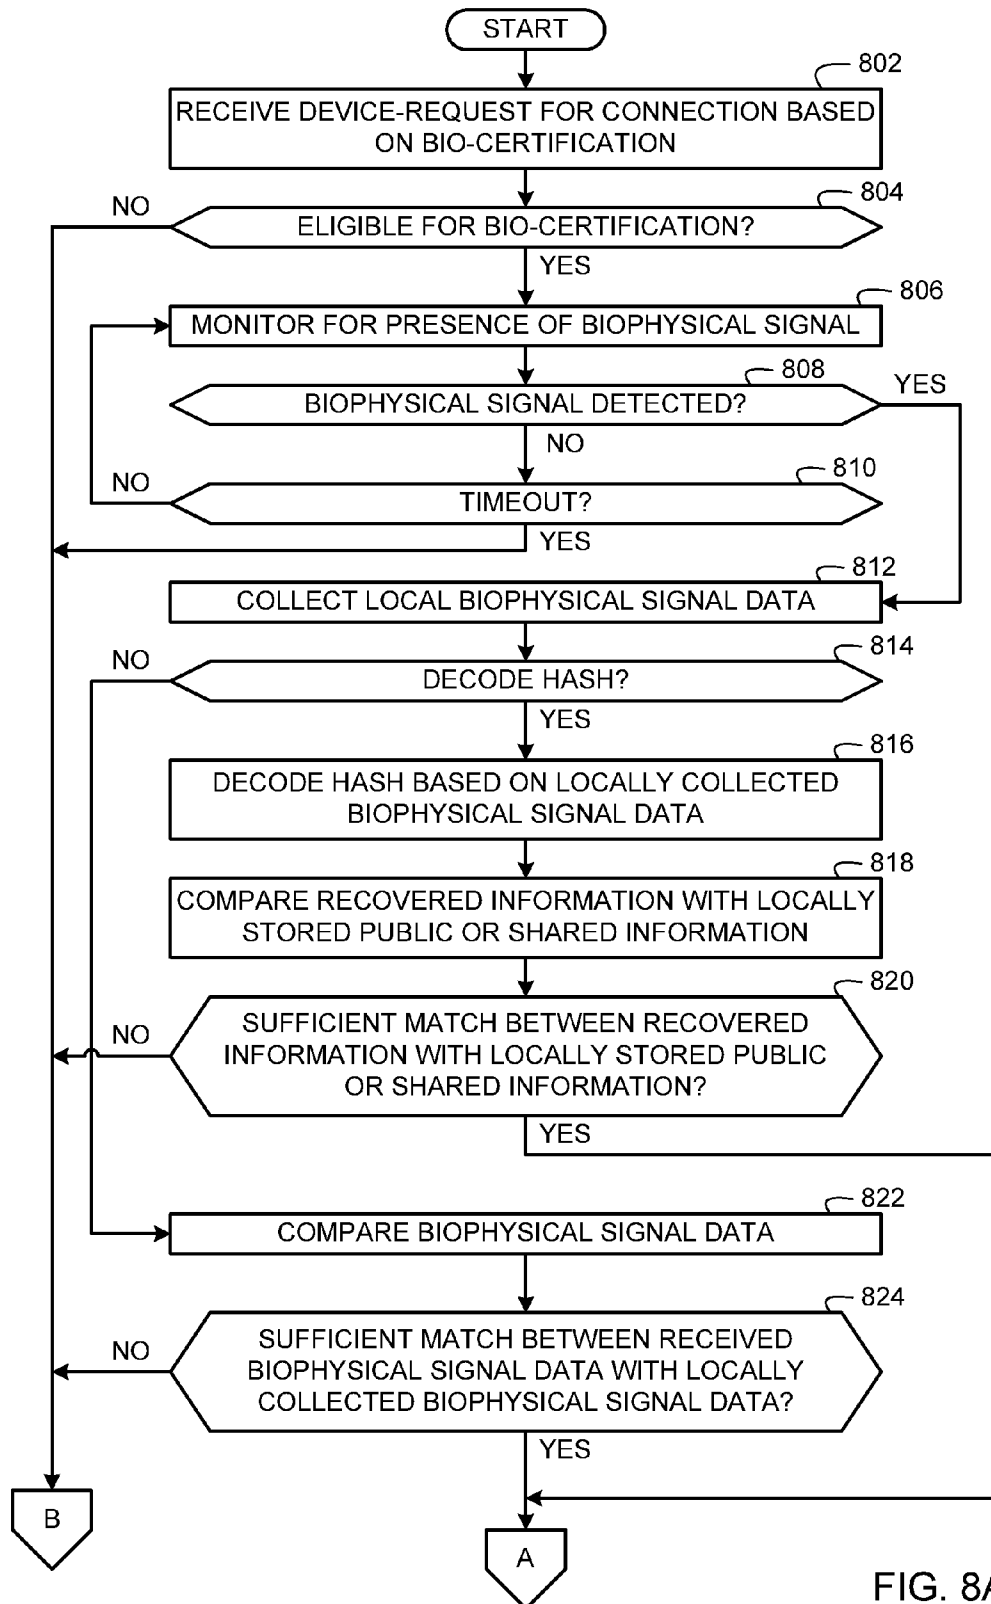 START
802
RECEIVE DEVICE-REQUEST FOR CONNECTION BASED
ON BIO-CERTIFICATION
NO
804
ELIGIBLE FOR BIO-CERTIFICATION?
YES
806
MONITOR FOR PRESENCE OF BIOPHYSICAL SIGNAL
808
BIOPHYSICAL SIGNAL DETECTED?
YES
NO
NO
810
TIMEOUT?
YES
812
COLLECT LOCAL BIOPHYSICAL SIGNAL DATA
NO
814
DECODE HASH?
YES
816
DECODE HASH BASED ON LOCALLY COLLECTED
BIOPHYSICAL SIGNAL DATA
818
COMPARE RECOVERED INFORMATION WITH LOCALLY
STORED PUBLIC OR SHARED INFORMATION
820
NO
SUFFICIENT MATCH BETWEEN RECOVERED
INFORMATION WITH LOCALLY STORED PUBLIC
OR SHARED INFORMATION?
YES
822
COMPARE BIOPHYSICAL SIGNAL DATA
824
NO
SUFFICIENT MATCH BETWEEN RECEIVED
BIOPHYSICAL SIGNAL DATA WITH LOCALLY
COLLECTED BIOPHYSICAL SIGNAL DATA?
YES
B
A
FIG. 8A